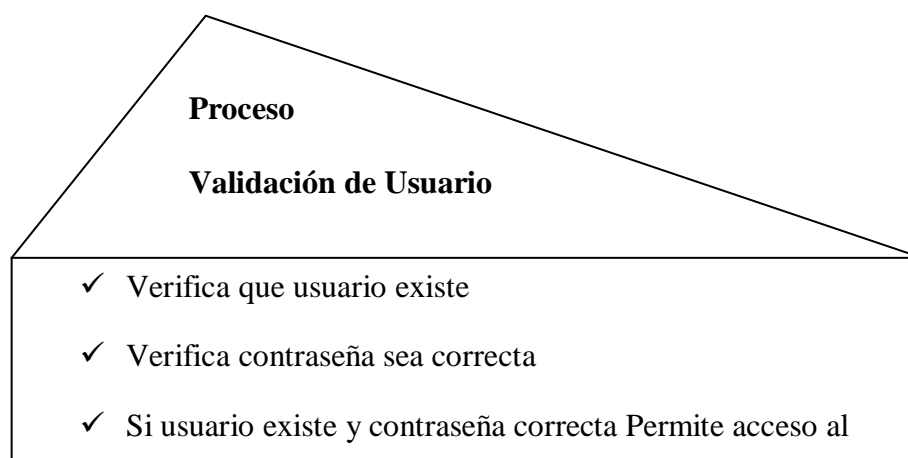 Proceso
Validación de Usuario
✓ Verifica que usuario existe
✓ Verifica contraseña sea correcta
✓ Si usuario existe y contraseña correcta Permite acceso al